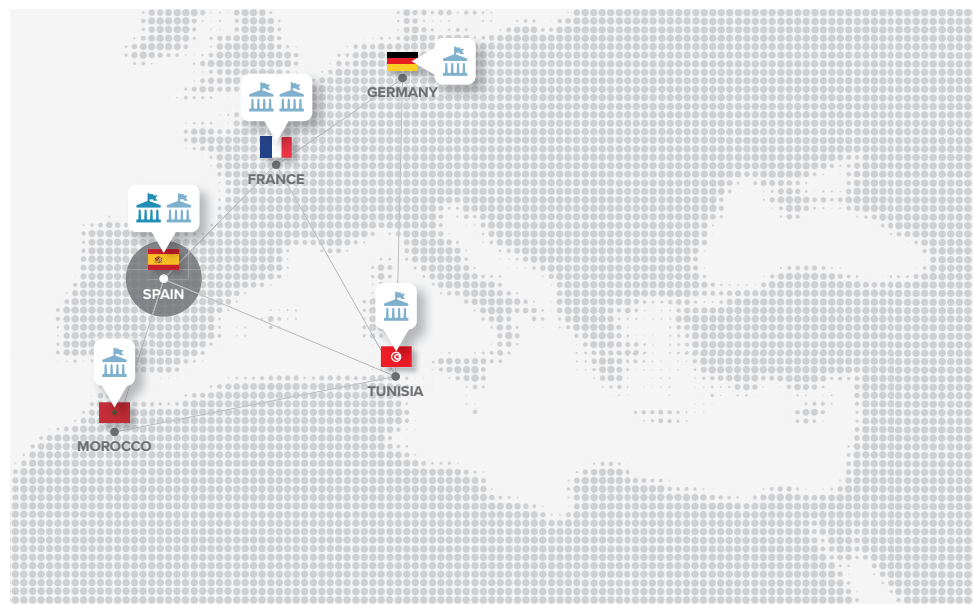 GERMANY
FRANCE
SPAIN
TUNISIA
MOROCCO